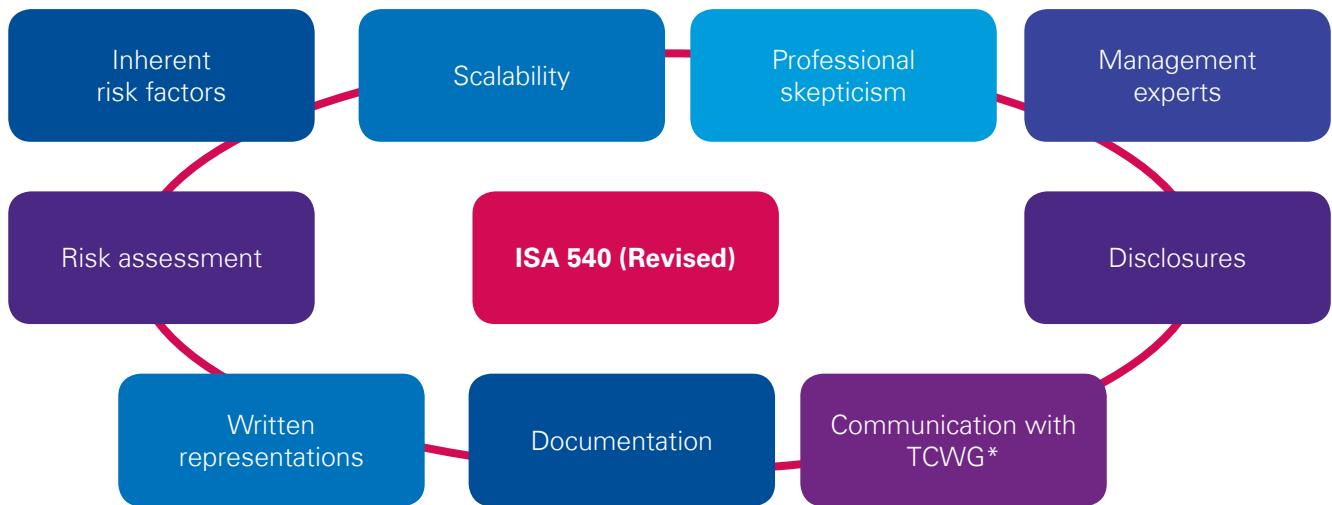 Inherent
risk factors
Scalability
Professional
skepticism
Management
experts
Risk assessment
ISA 540 (Revised)
Disclosures
Written
representations
Documentation
Communication with
TCWG*